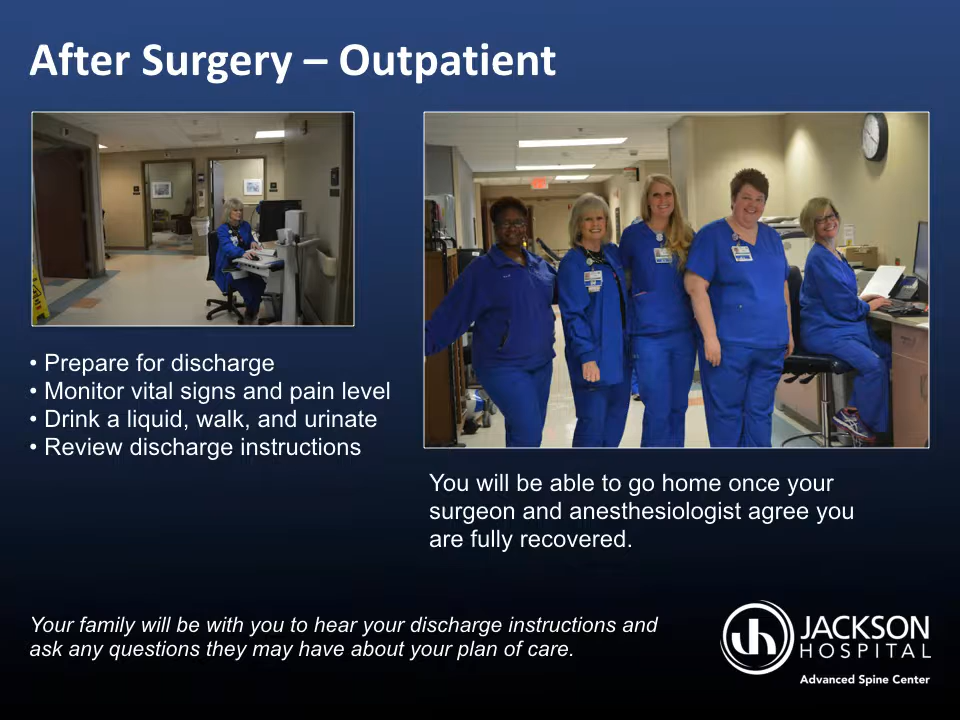 After Surgery – Outpatient
• Prepare for discharge
• Monitor vital signs and pain level
• Drink a liquid, walk, and urinate
• Review discharge instructions
You will be able to go home once your
surgeon and anesthesiologist agree you
are fully recovered.
Your family will be with you to hear your discharge instructions and
ask any questions they may have about your plan of care.
JACKSON
HOSPITAL
Advanced Spine Center